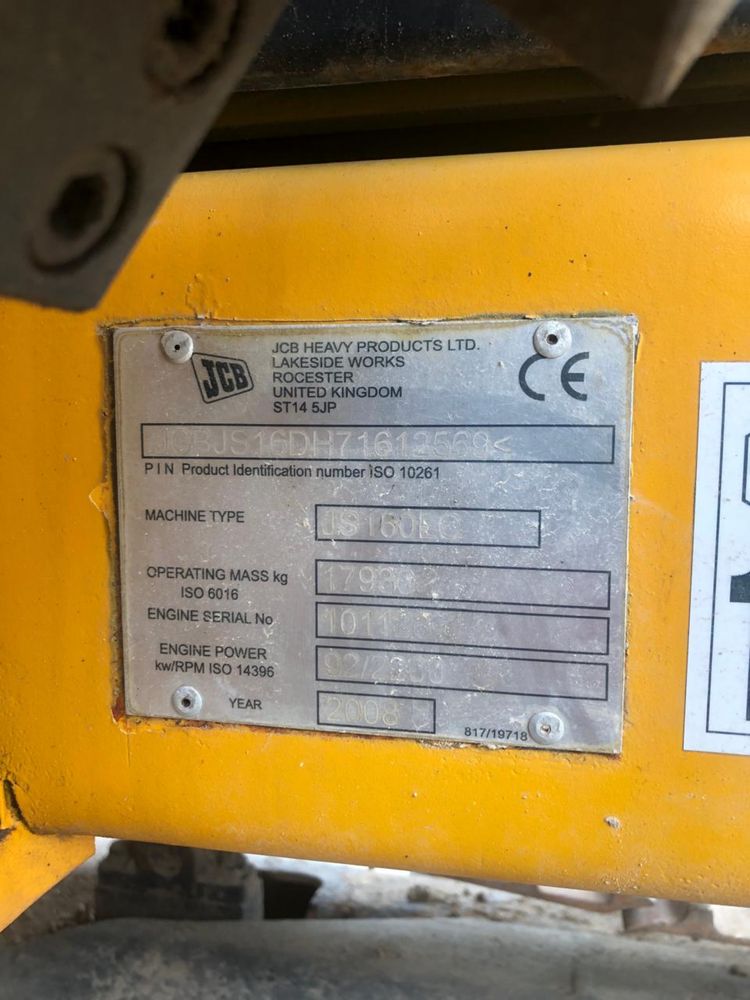 JCB
JCB HEAVY PRODUCTS LTD.
LAKESIDE WORKS
ROCESTER
UNITED KINGDOM
ST14 5JP
CE
JCBJS16DH71612569<
PIN Product Identification number ISO 10261
MACHINE TYPE JS160LC
OPERATING MASS kg
ISO 6016
ENGINE SERIAL No
ENGINE POWER
kw/RPM ISO 14396
YEAR 2008
817/19718